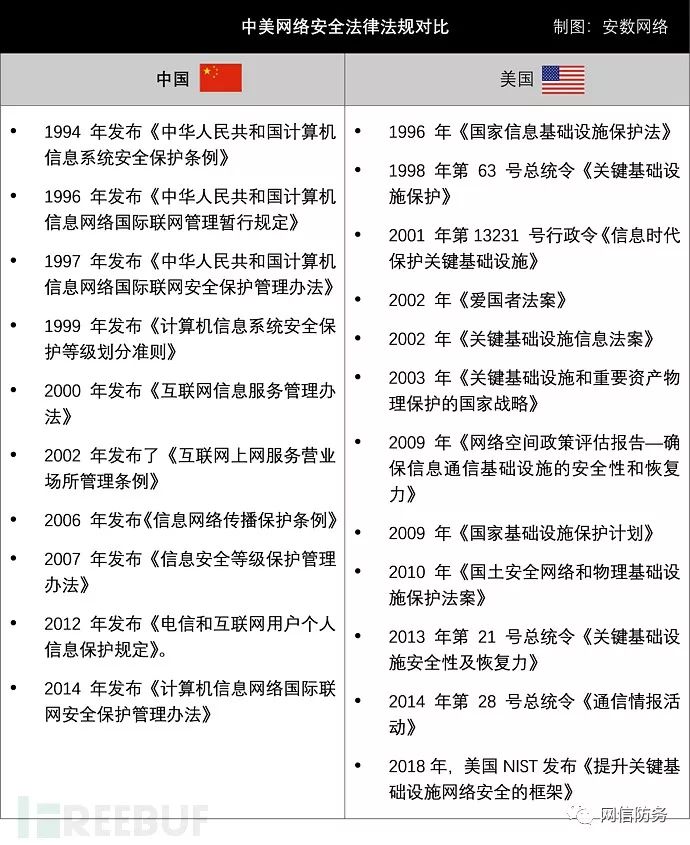 中美网络安全法律法规对比
制图：安数网络
中国
美国
• 1994 年发布《中华人民共和国计算机
信息系统安全保护条例》
• 1996 年发布《中华人民共和国计算机
信息网络国际联网管理暂行规定》
• 1997 年发布《中华人民共和国计算机
信息网络国际联网安全保护管理办法》
• 1999 年发布《计算机信息系统安全保
护等级划分准则》
• 2000 年发布《互联网信息服务管理办
法》
• 2002 年发布了《互联网上网服务营业
场所管理条例》
• 2006 年发布《信息网络传播保护条例》
• 2007 年发布《信息安全等级保护管理
办法》
• 2012 年发布《电信和互联网用户个人
信息保护规定》。
• 2014 年发布《计算机信息网络国际联
网安全保护管理办法》
• 1996 年《国家信息基础设施保护法》
• 1998 年第 63 号总统令《关键基础设
施保护》
• 2001 年第 13231 号行政令《信息时代
保护关键基础设施》
• 2002 年《爱国者法案》
• 2002 年《关键基础设施信息法案》
• 2003 年《关键基础设施和重要资产物
理保护的国家战略》
• 2009 年《网络空间政策评估报告—确
保信息通信基础设施的安全性和恢复
力》
• 2009 年《国家基础设施保护计划》
• 2010 年《国土安全网络和物理基础设
施保护法案》
• 2013 年第 21 号总统令《关键基础设
施安全性及恢复力》
• 2014 年第 28 号总统令《通信情报活
动》
• 2018 年，美国 NIST 发布《提升关键基
础设施网络安全的框架》
FREEBUF
网信防务